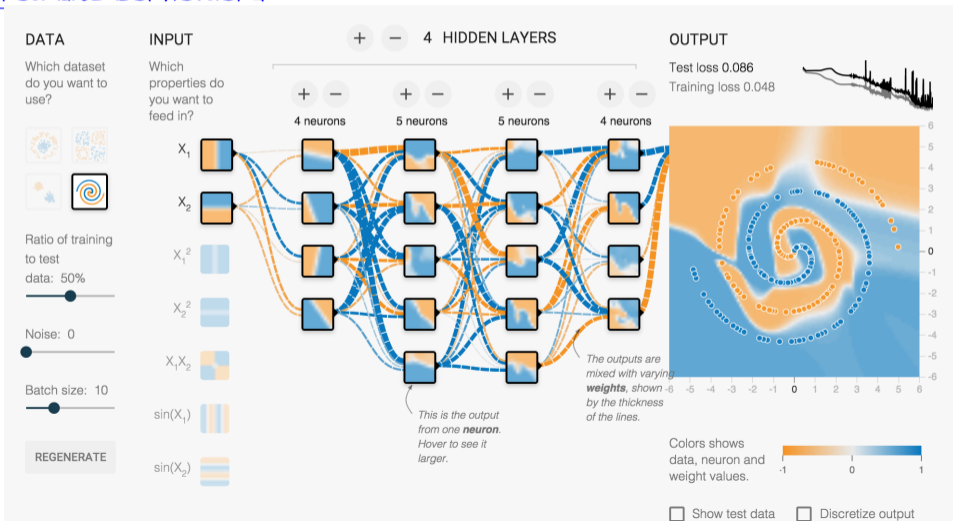 DATA
Which dataset
do you want to
use?
Ratio of training
to test
data: 50%
Noise: 0
Batch size: 10
REGENERATE
INPUT
Which
properties do
you want to
feed in?
X₁
X₂
X₁²
X₂²
X₁X₂
sin(X₁)
sin(X₂)
+ − 4 HIDDEN LAYERS
+ − + − + − + −
4 neurons 5 neurons 5 neurons 4 neurons
This is the output
from one neuron.
Hover to see it
larger.
The outputs are
mixed with varying
weights, shown
by the thickness
of the lines.
OUTPUT
Test loss 0.086
Training loss 0.048
6
5
4
3
2
1
0
-1
-2
-3
-4
-5
-6
-6 -5 -4 -3 -2 -1 0 1 2 3 4 5 6
Colors shows
data, neuron and
weight values.
-1 0 1
Show test data Discretize output